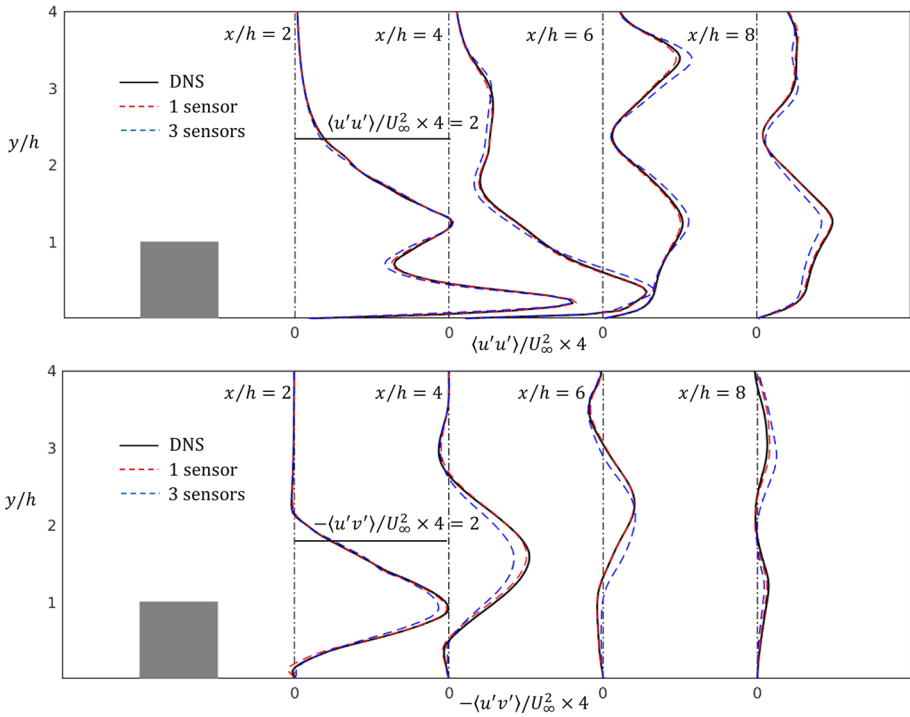 4
x/h = 2
x/h = 4
x/h = 6
x/h = 8
3
DNS
1 sensor
3 sensors
⟨u′u′⟩/U∞² × 4 = 2
y/h
2
1
0
0
0
0
⟨u′u′⟩/U∞² × 4
4
x/h = 2
x/h = 4
x/h = 6
x/h = 8
3
DNS
1 sensor
3 sensors
y/h
2
−⟨u′v′⟩/U∞² × 4 = 2
1
0
0
0
0
−⟨u′v′⟩/U∞² × 4